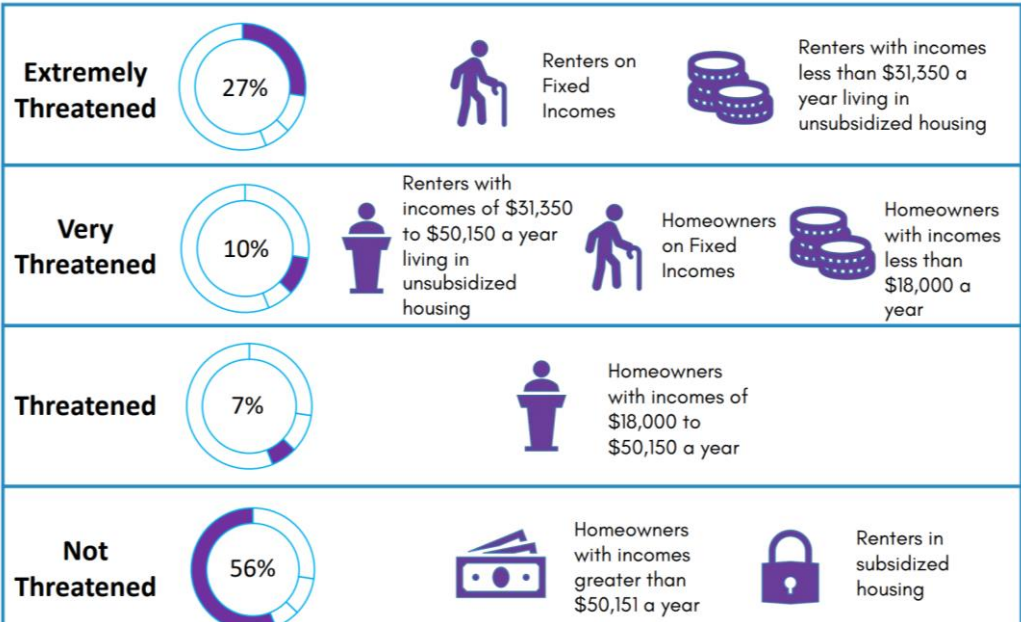 Extremely
Threatened
27%
Renters on
Fixed
Incomes
Renters with incomes
less than $31,350 a
year living in
unsubsidized housing
Very
Threatened
10%
Renters with
incomes of $31,350
to $50,150 a year
living in
unsubsidized
housing
Homeowners
on Fixed
Incomes
Homeowners
with incomes
less than
$18,000 a
year
Threatened
7%
Homeowners
with incomes of
$18,000 to
$50,150 a year
Not
Threatened
56%
Homeowners
with incomes
greater than
$50,151 a year
Renters in
subsidized
housing